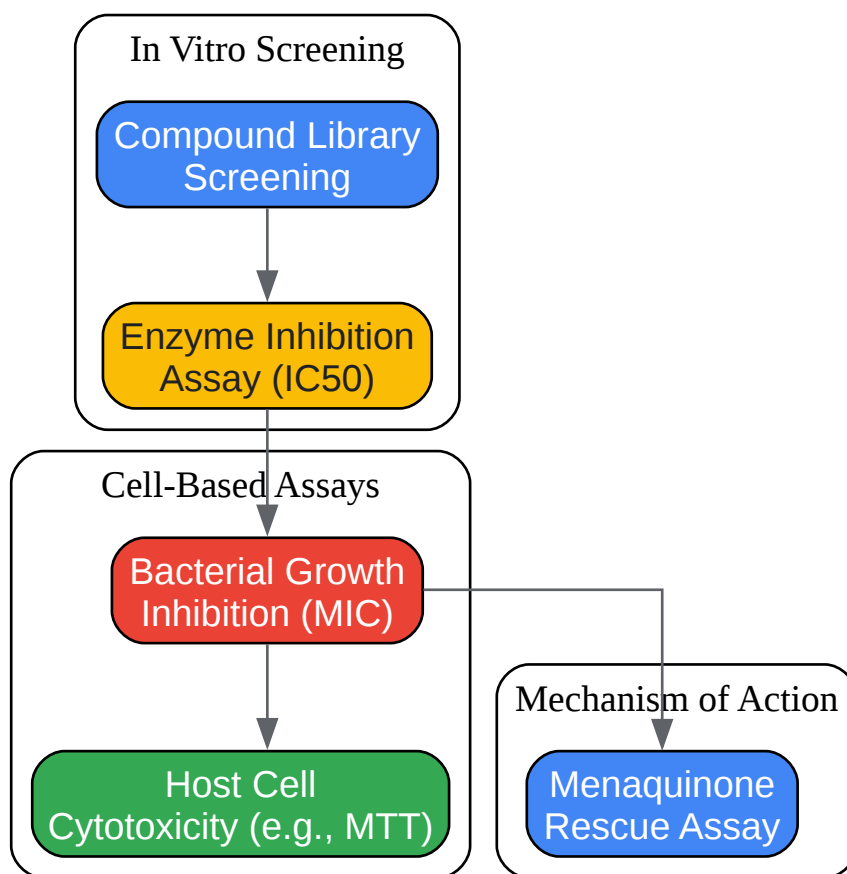 In Vitro Screening
Compound Library
Screening
Enzyme Inhibition
Assay (IC50)
Cell-Based Assays
Bacterial Growth
Inhibition (MIC)
Host Cell
Cytotoxicity (e.g., MTT)
Mechanism of Action
Menaquinone
Rescue Assay